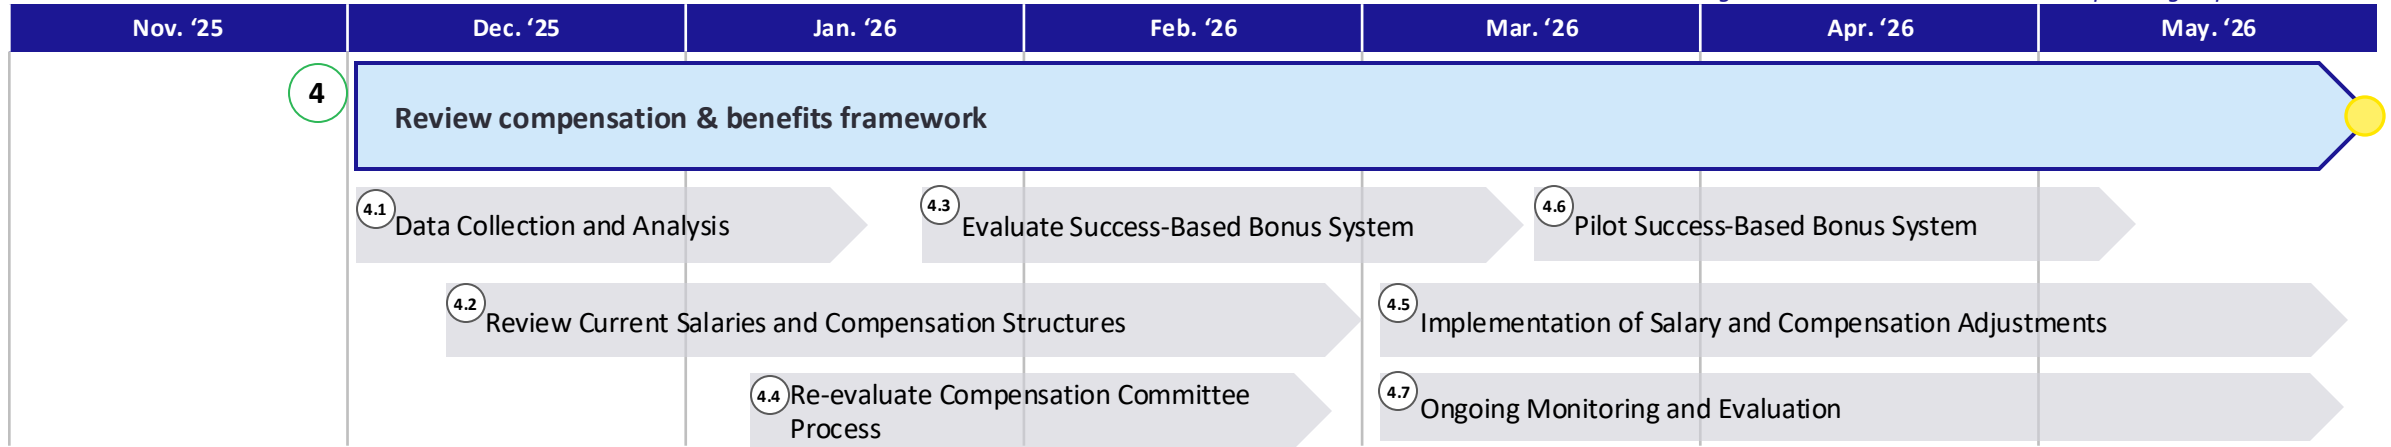 Nov. ‘25
Dec. ‘25
Jan. ‘26
Feb. ‘26
Mar. ‘26
Apr. ‘26
May. ‘26
4
Review compensation & benefits framework
4.1
Data Collection and Analysis
4.3
Evaluate Success-Based Bonus System
4.6
Pilot Success-Based Bonus System
4.2
Review Current Salaries and Compensation Structures
4.5
Implementation of Salary and Compensation Adjustments
4.4
Re-evaluate Compensation Committee
Process
4.7
Ongoing Monitoring and Evaluation